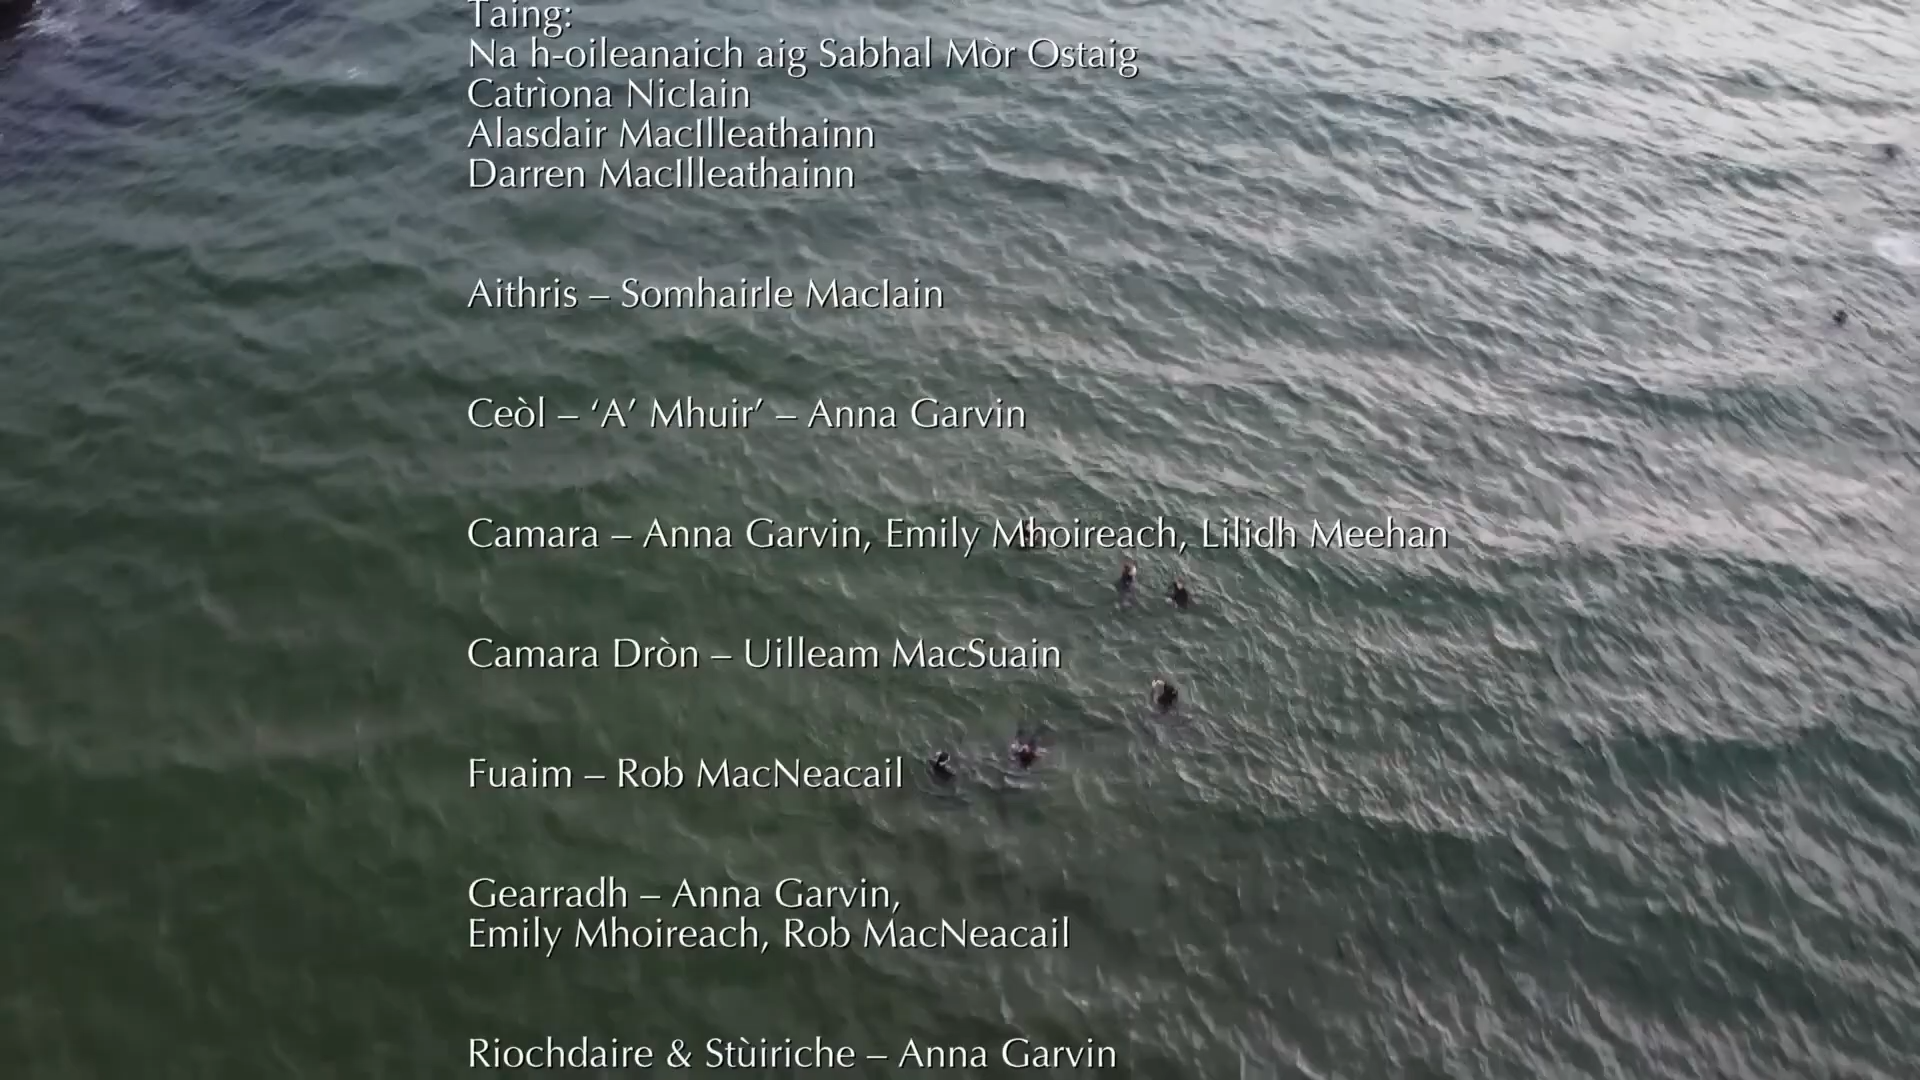 Taing:
Na h-oileanaich aig Sabhal Mòr Ostaig
Catrìona NicIain
Alasdair MacIlleathainn
Darren MacIlleathainn
Aithris – Somhairle MacIain
Ceòl – ‘A’ Mhuir’ – Anna Garvin
Camara – Anna Garvin, Emily Mhoireach, Lilidh Meehan
Camara Dròn – Uilleam MacSuain
Fuaim – Rob MacNeacail
Gearradh – Anna Garvin,
Emily Mhoireach, Rob MacNeacail
Riochdaire & Stùiriche – Anna Garvin